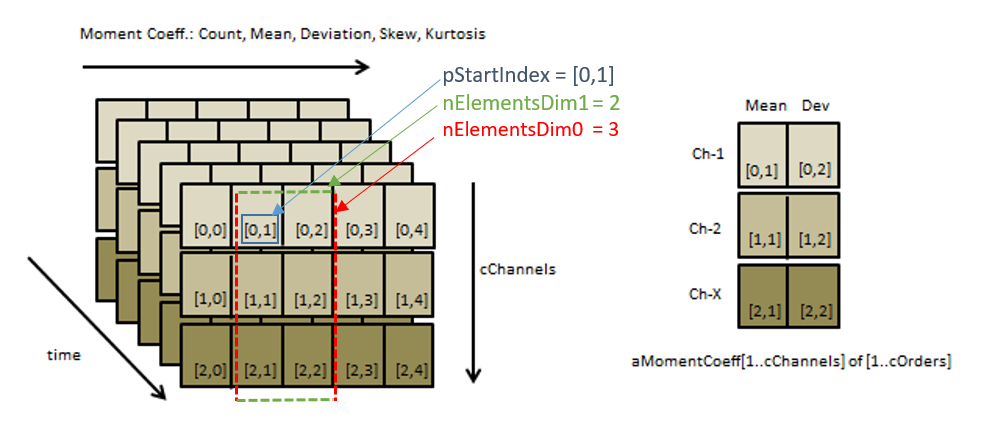 Moment Coeff.: Count, Mean, Deviation, Skew, Kurtosis
pStartIndex = [0,1]
nElementsDim1 = 2
nElementsDim0 = 3
[0,0] [0,1] [0,2] [0,3] [0,4]
[1,0] [1,1] [1,2] [1,3] [1,4]
[2,0] [2,1] [2,2] [2,3] [2,4]
cChannels
time
Mean Dev
Ch-1 [0,1] [0,2]
Ch-2 [1,1] [1,2]
Ch-X [2,1] [2,2]
aMomentCoeff[1..cChannels] of [1..cOrders]